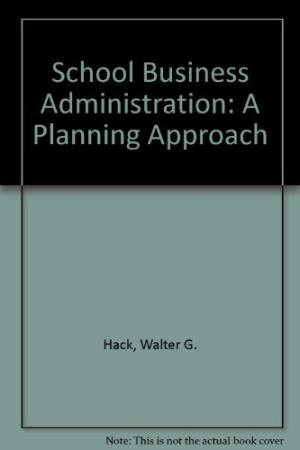 School Business
Administration: A
Planning Approach
Hack, Walter G.
Note: This is not the actual book cover